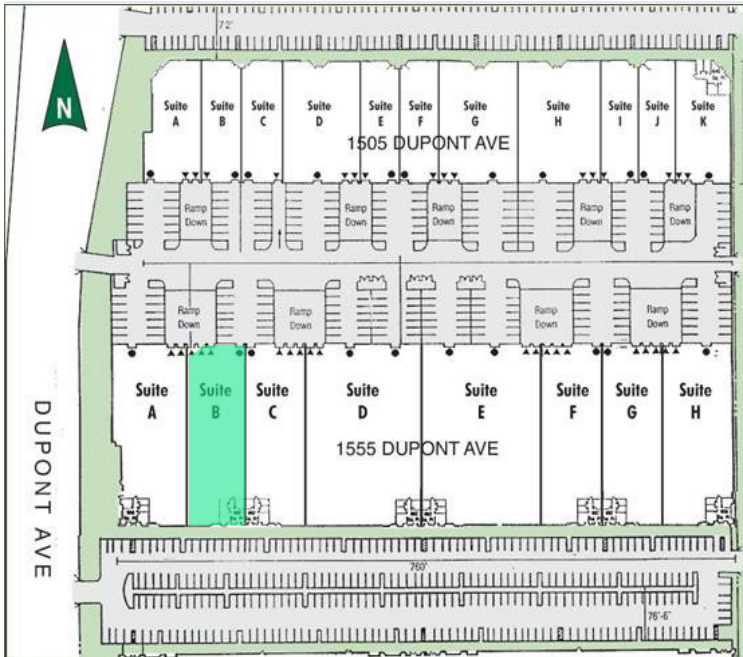 72'
N
Suite A
Suite B
Suite C
Suite D
Suite E
Suite F
Suite G
Suite H
Suite I
Suite J
Suite K
1505 DUPONT AVE
Ramp Down
Ramp Down
Ramp Down
Ramp Down
Ramp Down
Ramp Down
Ramp Down
Ramp Down
Ramp Down
Suite A
Suite B
Suite C
Suite D
Suite E
Suite F
Suite G
Suite H
1555 DUPONT AVE
DUPONT AVE
760'
76'-6"